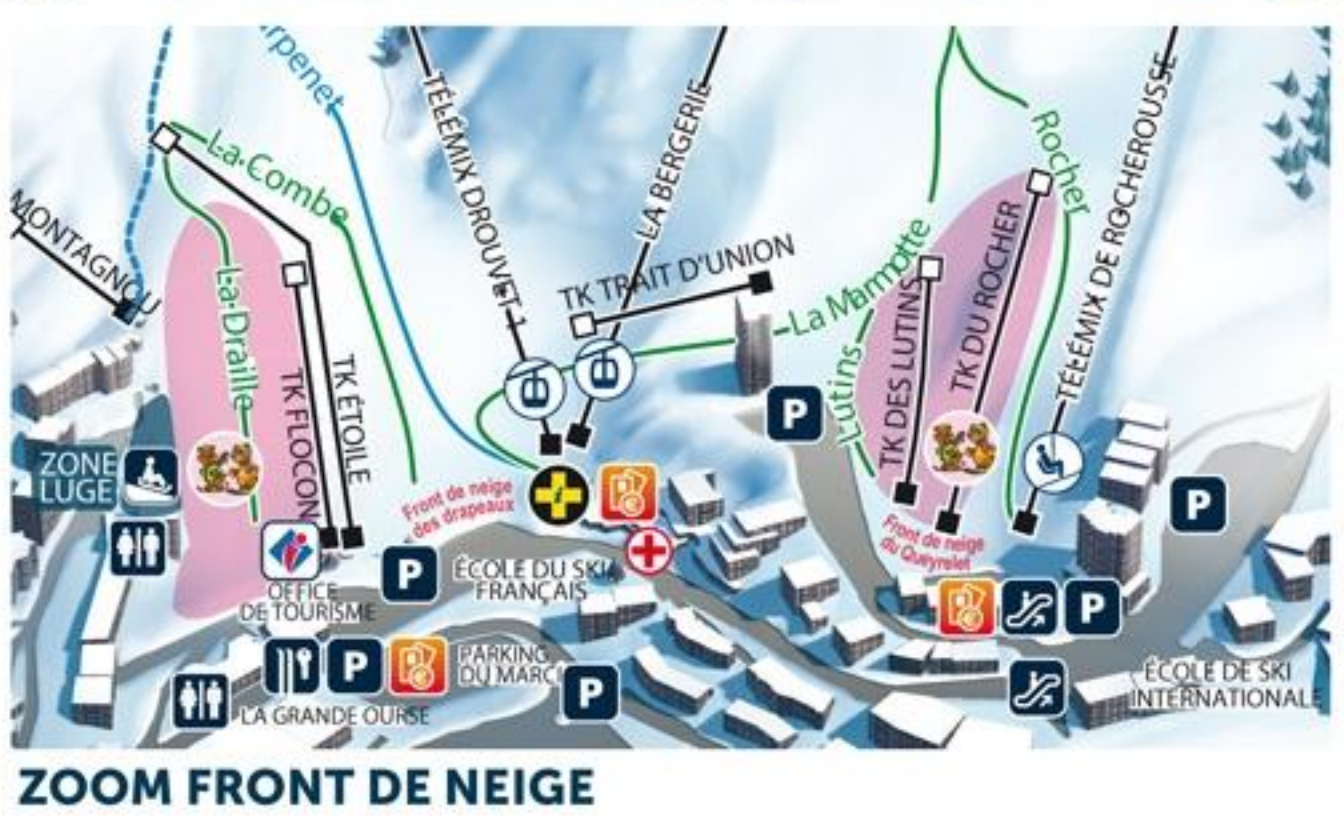 rpenet
TÉLÉMIX DROUVET 1
LA BERGERIE
TÉLÉMIX DE ROCHEROUSSE
La Combe
Rocher
MONTAGNOU
TK TRAIT D'UNION
La Marmotte
La Draille
TK FLOCON
TK ÉTOILE
Lutins
TK DES LUTINS
TK DU ROCHER
P
ZONE
LUGE
Front de neige
des drapeaux
i
P
Front de neige
du Queyrelet
OFFICE
DE TOURISME
P
ÉCOLE DU SKI
FRANÇAIS
P
P
PARKING
DU MARC
P
LA GRANDE OURSE
ÉCOLE DE SKI
INTERNATIONALE
ZOOM FRONT DE NEIGE